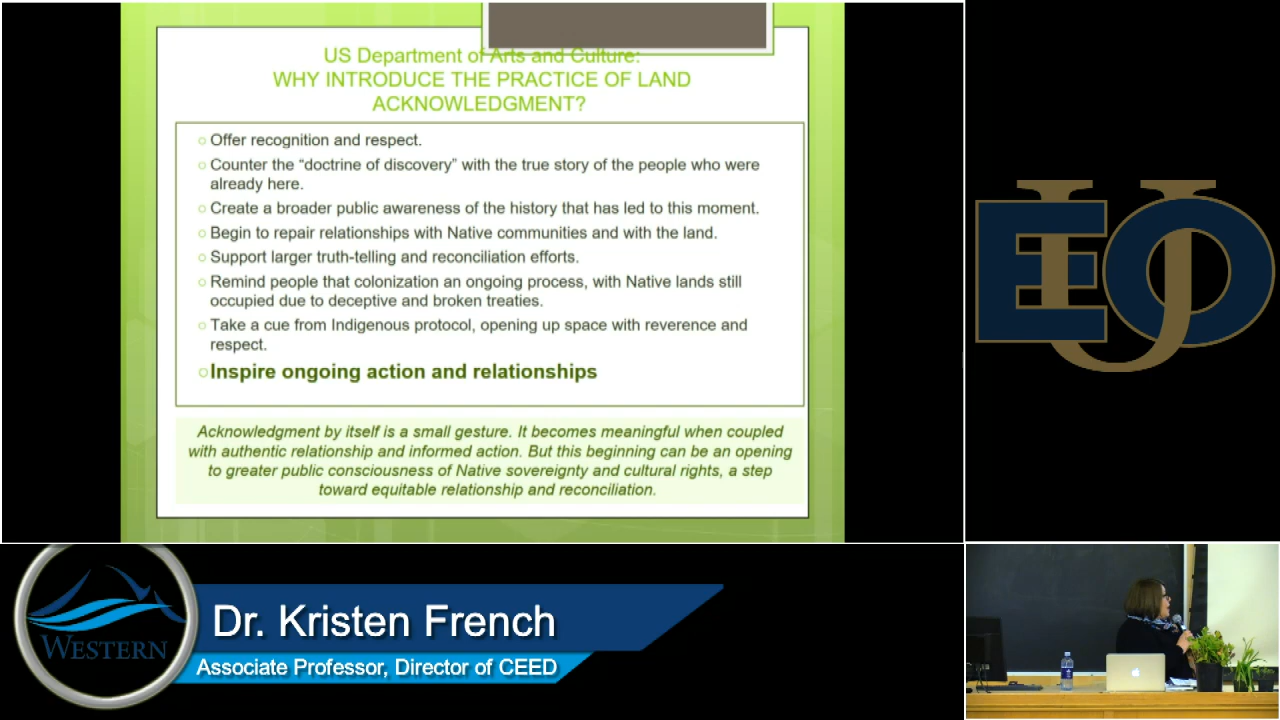 US Department of Arts and Culture:
WHY INTRODUCE THE PRACTICE OF LAND
ACKNOWLEDGMENT?
Offer recognition and respect.
Counter the “doctrine of discovery” with the true story of the people who were
already here.
Create a broader public awareness of the history that has led to this moment.
Begin to repair relationships with Native communities and with the land.
Support larger truth-telling and reconciliation efforts.
Remind people that colonization an ongoing process, with Native lands still
occupied due to deceptive and broken treaties.
Take a cue from Indigenous protocol, opening up space with reverence and
respect.
Inspire ongoing action and relationships
Acknowledgment by itself is a small gesture. It becomes meaningful when coupled
with authentic relationship and informed action. But this beginning can be an opening
to greater public consciousness of Native sovereignty and cultural rights, a step
toward equitable relationship and reconciliation.
EUO
WESTERN
Dr. Kristen French
Associate Professor, Director of CEED